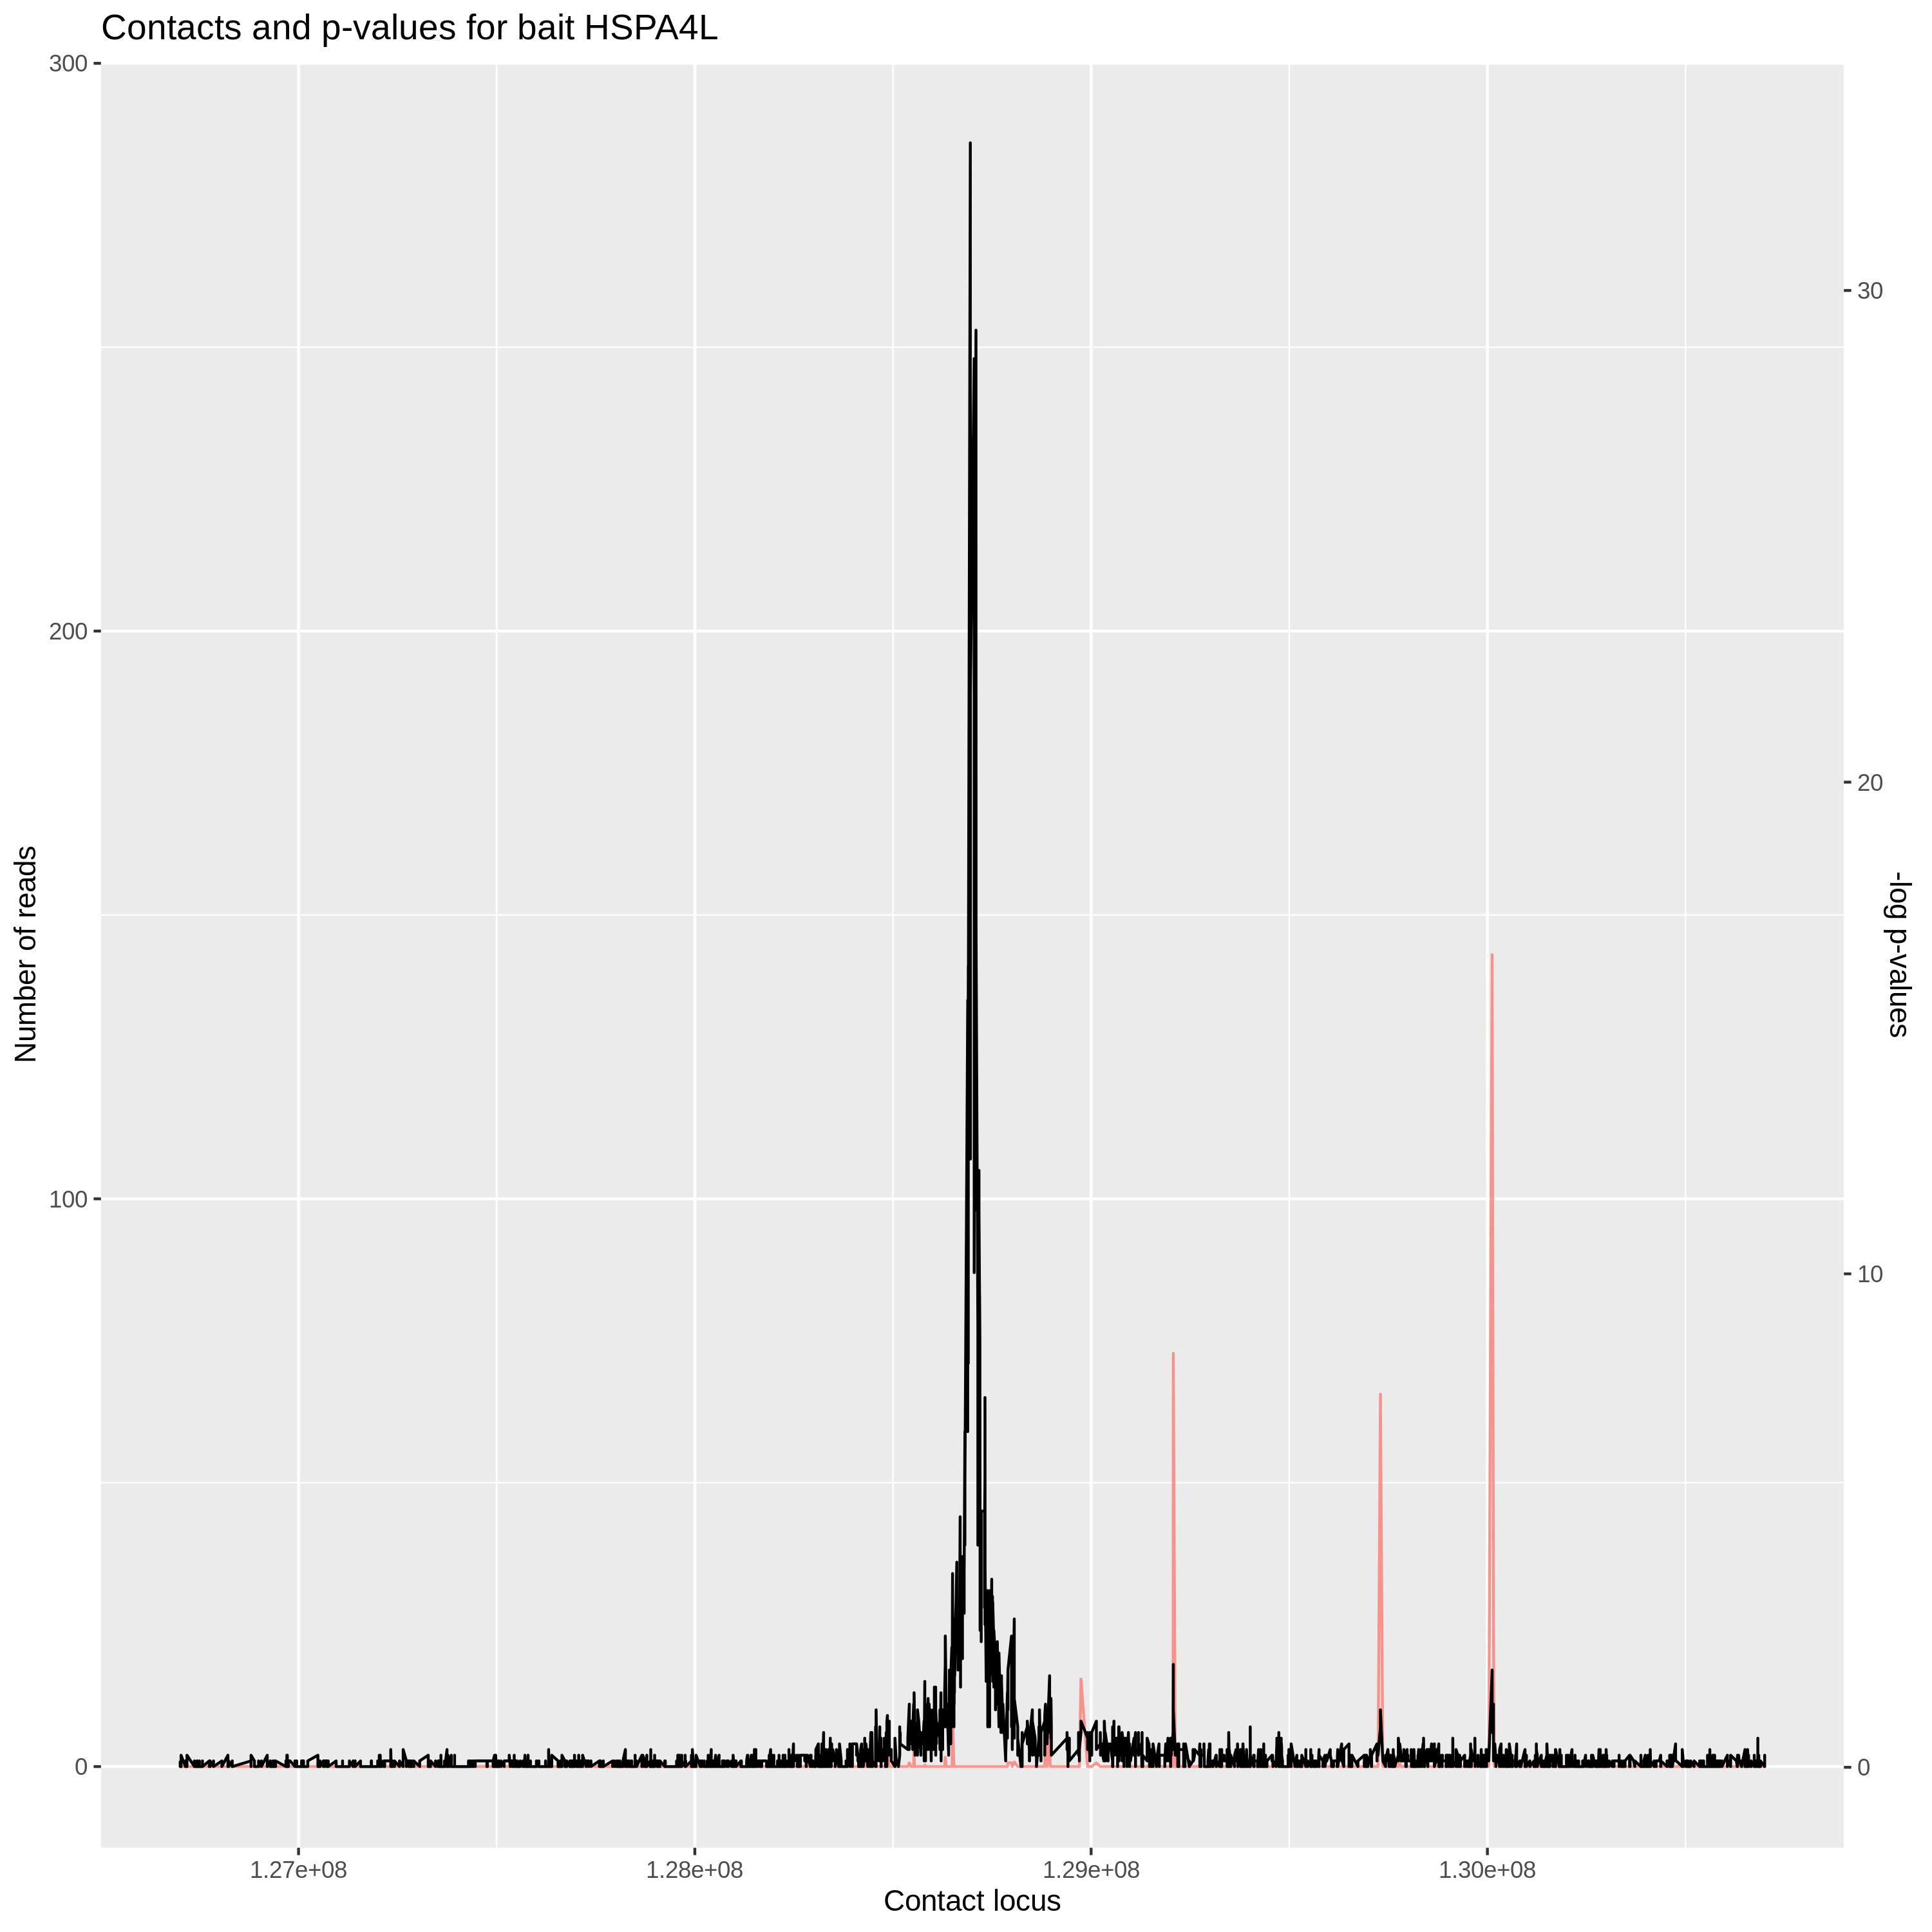 Contacts and p-values for bait HSPA4L
300
200
100
0
Number of reads
30
20
10
0
-log p-values
1.27e+08
1.28e+08
1.29e+08
1.30e+08
Contact locus